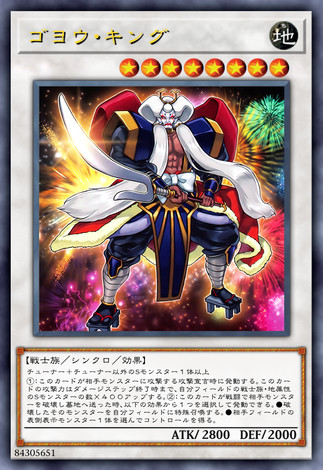 ゴヨウ・キング
地
【戦士族／シンクロ／効果】
チューナー＋チューナー以外のSモンスター１体以上
①：このカードが相手モンスターに攻撃する攻撃宣言時に発動する。このカー
ドの攻撃力はダメージステップ終了時まで、自分フィールドの戦士族・地属性
のSモンスターの数×４００アップする。②：このカードが戦闘で相手モンスター
を破壊し墓地へ送った時、以下の効果から１つを選択して発動できる。●破
壊したそのモンスターを自分フィールドに特殊召喚する。●相手フィールドの
表側表示モンスター１体を選んでコントロールを得る。
ATK/ 2800 DEF/ 2000
84305651